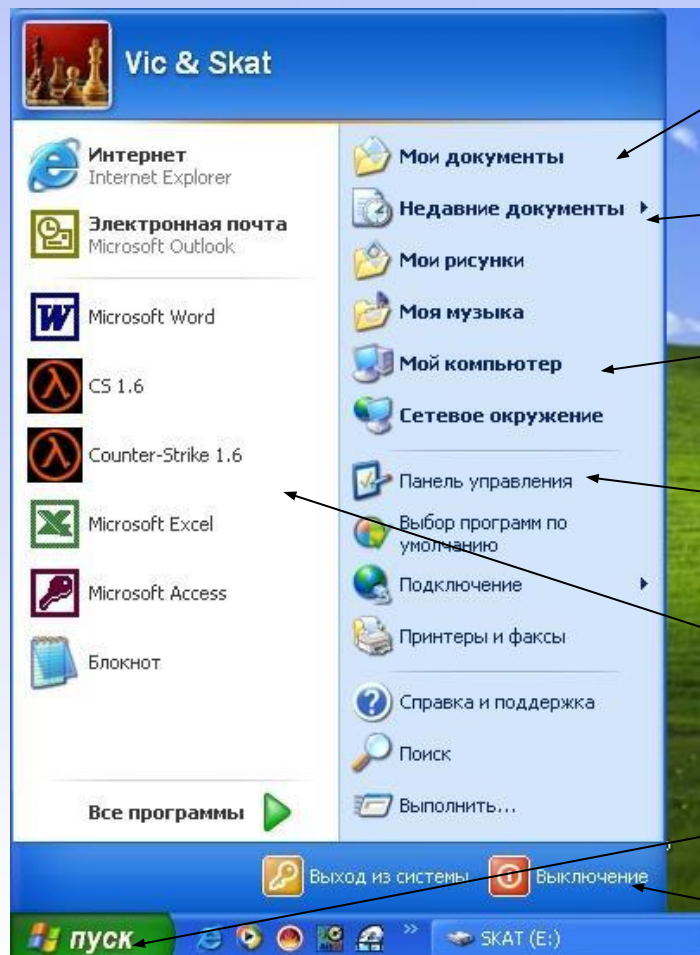 Vic & Skat
Интернет
Internet Explorer
Электронная почта
Microsoft Outlook
Microsoft Word
CS 1.6
Counter-Strike 1.6
Microsoft Excel
Microsoft Access
Блокнот
Все программы
Мои документы
Недавние документы
Мои рисунки
Моя музыка
Мой компьютер
Сетевое окружение
Панель управления
Выбор программ по
умолчанию
Подключение
Принтеры и факсы
Справка и поддержка
Поиск
Выполнить...
Выход из системы
Выключение
пуск
SKAT (E:)